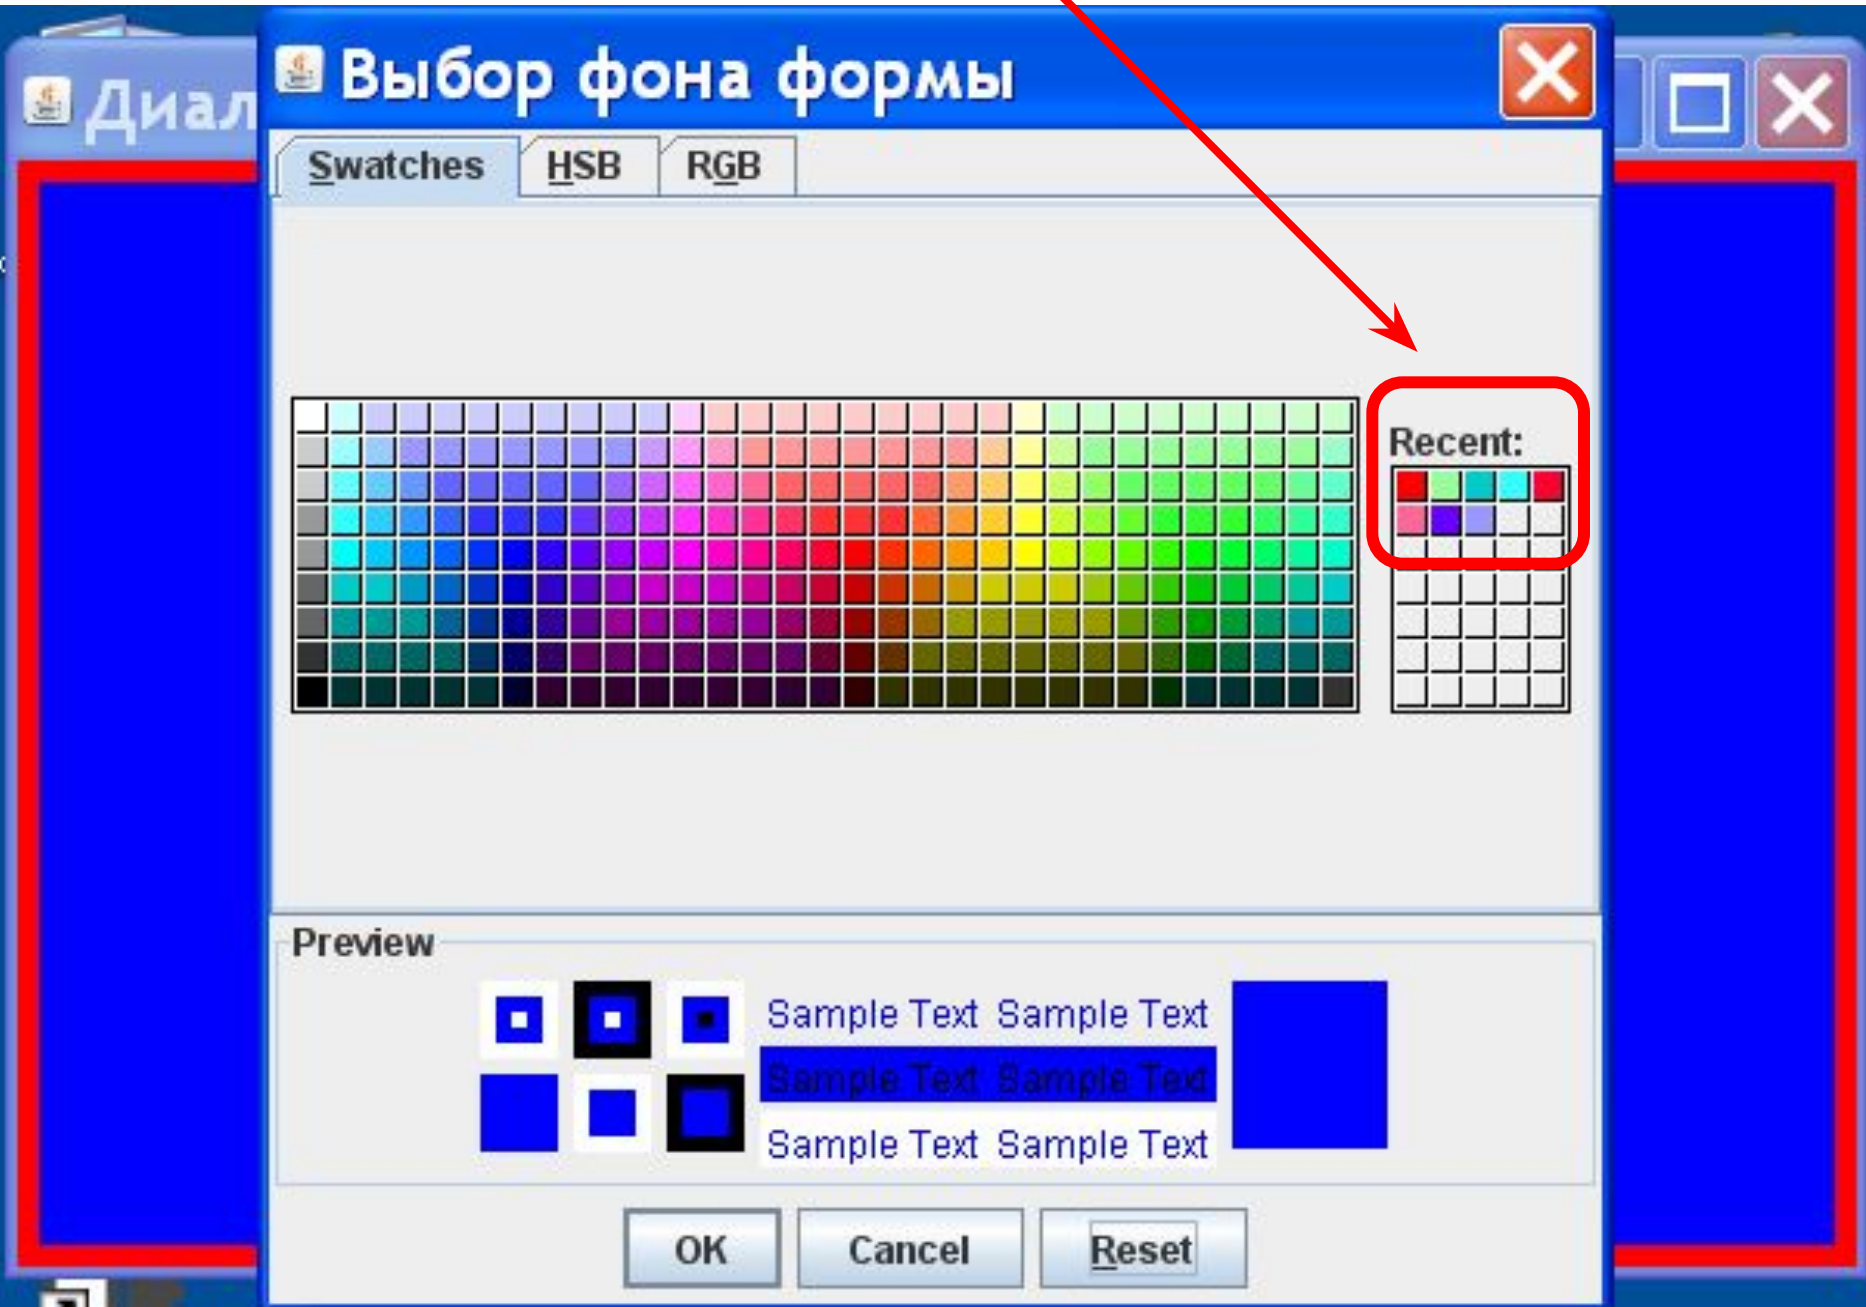 Диал
Выбор фона формы
Swatches HSB RGB
Recent:
Preview
Sample Text Sample Text
Sample Text Sample Text
Sample Text Sample Text
OK Cancel Reset